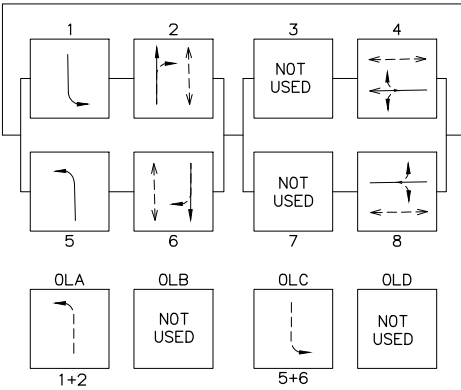 1
2
3
4
NOT
USED
5
6
7
8
NOT
USED
OLA
OLB
OLC
OLD
NOT
USED
NOT
USED
1+2
5+6